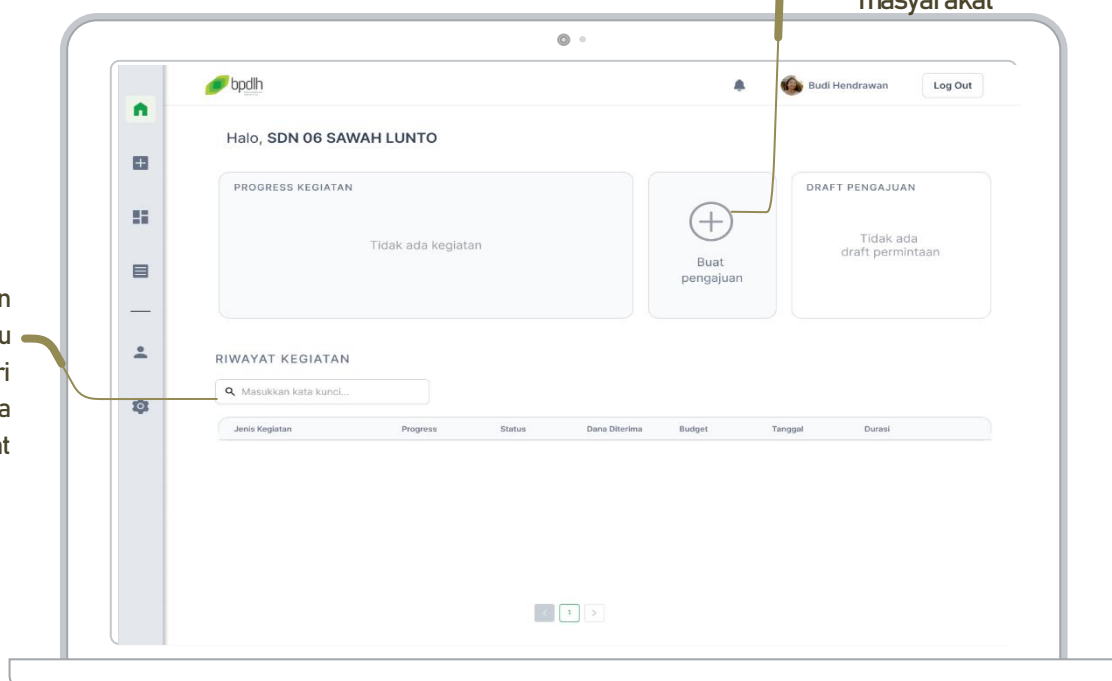 masyarakat
bpdlh
Budi Hendrawan
Log Out
Halo, SDN 06 SAWAH LUNTO
PROGRESS KEGIATAN
Tidak ada kegiatan
Buat
pengajuan
DRAFT PENGAJUAN
Tidak ada
draft permintaan
n
u
ri
a
at
RIWAYAT KEGIATAN
Masukkan kata kunci...
Jenis Kegiatan Progress Status Dana Diterima Budget Tanggal Durasi
< 1 >